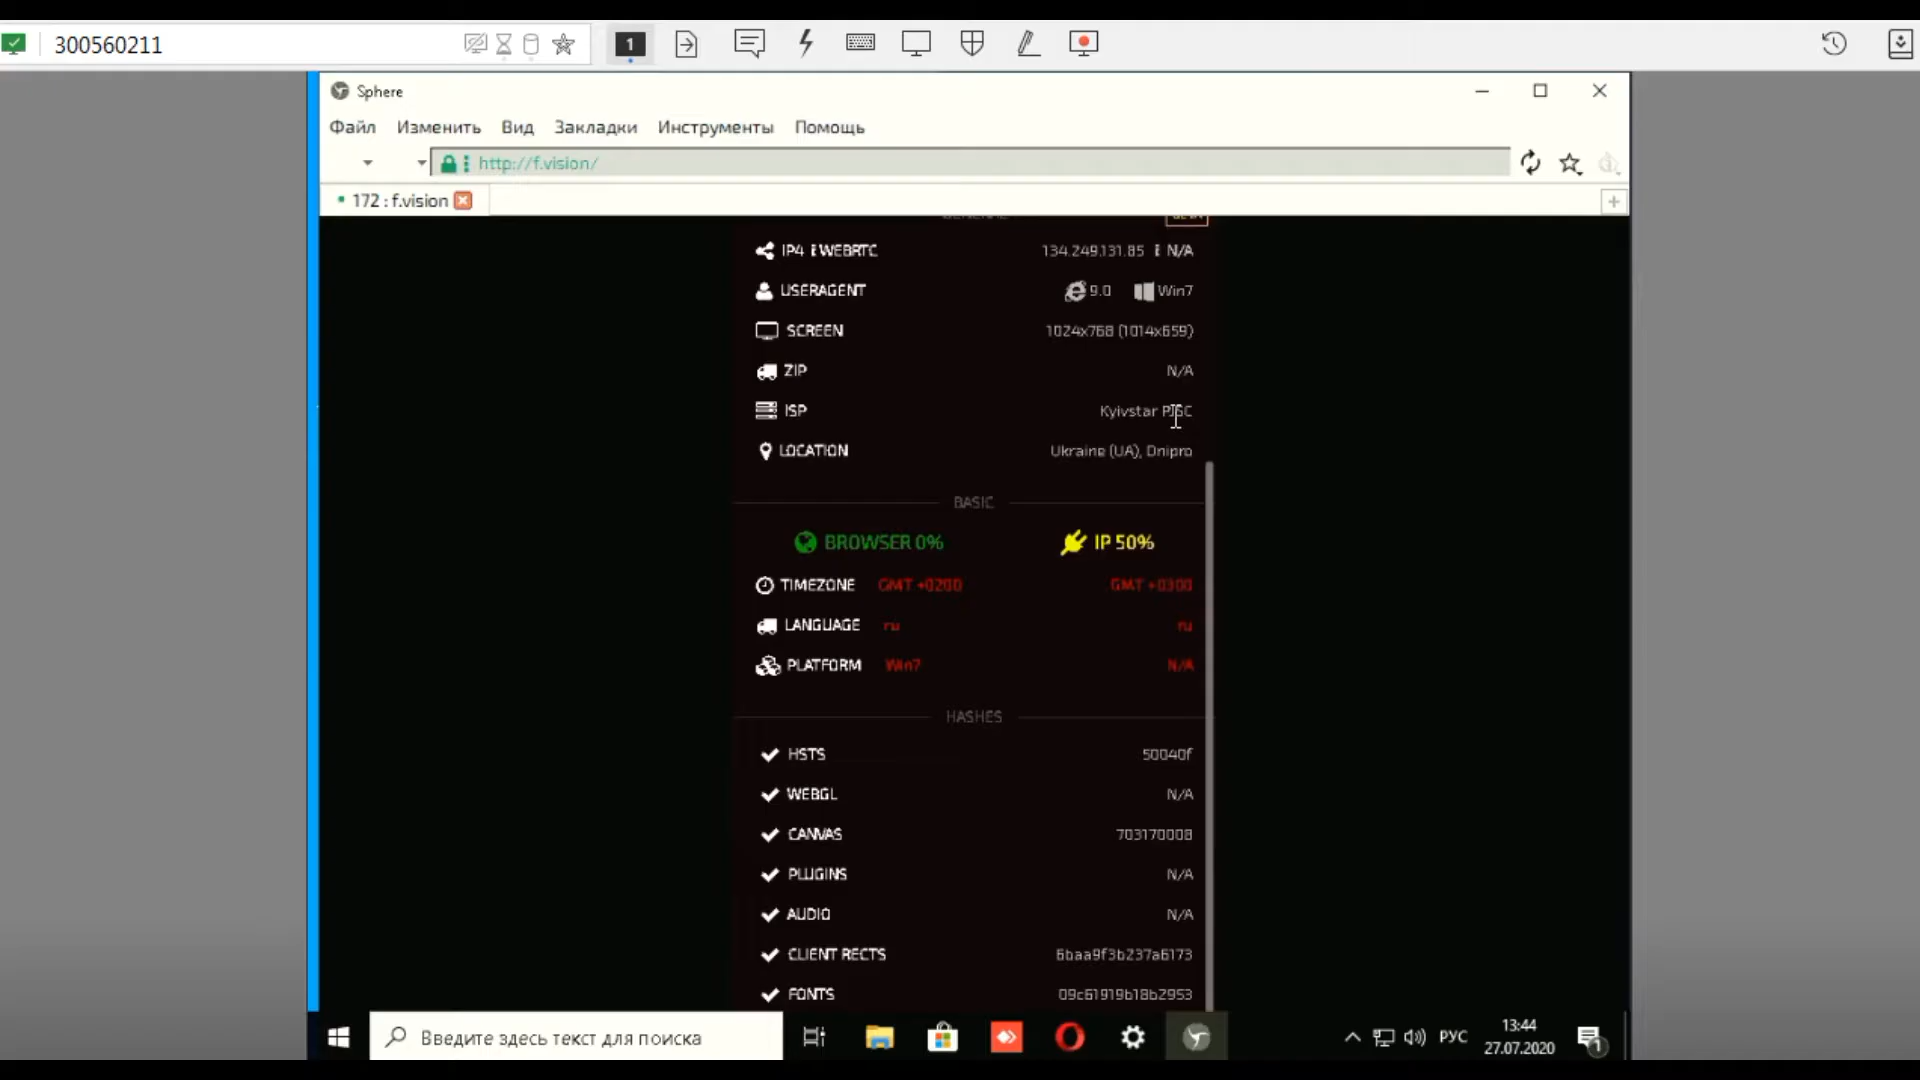 300560211
1
Sphere
Файл Изменить Вид Закладки Инструменты Помощь
http://f.vision/
172 : f.vision
GENERAL
IP4 & WEBRTC 134.249.131.85 & N/A
USERAGENT 9.0 Win7
SCREEN 1024x768 (1014x659)
ZIP N/A
ISP Kyivstar PJSC
LOCATION Ukraine (UA), Dnipro
BASIC
BROWSER 0% IP 50%
TIMEZONE GMT +0200 GMT +0300
LANGUAGE ru ru
PLATFORM Win7 N/A
HASHES
HSTS 50040f
WEBGL N/A
CANVAS 703170008
PLUGINS N/A
AUDIO N/A
CLIENT RECTS 6baa9f3b237a6173
FONTS 09c61919b18b2953
Введите здесь текст для поиска
РУС
13:44
27.07.2020
1